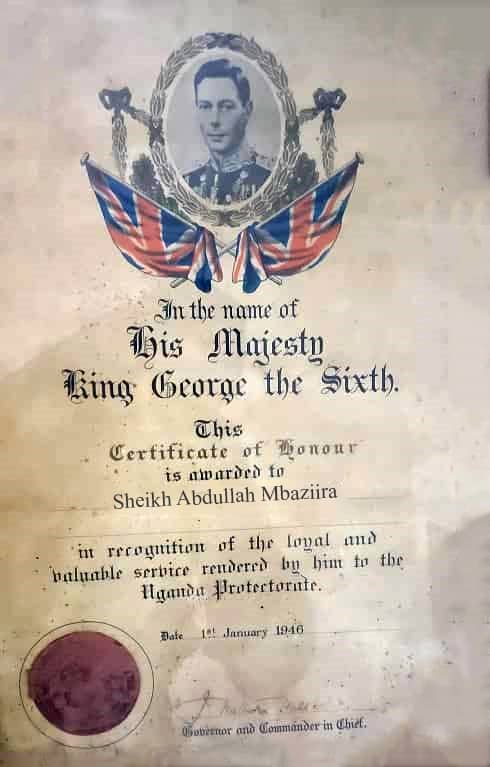 In the name of
His Majesty
King George the Sixth.
This
Certificate of Honour
is awarded to
Sheikh Abdullah Mbaziira
in recognition of the loyal and
valuable service rendered by him to the
Uganda Protectorate.
Date 1st January 1946
Governor and Commander in Chief.